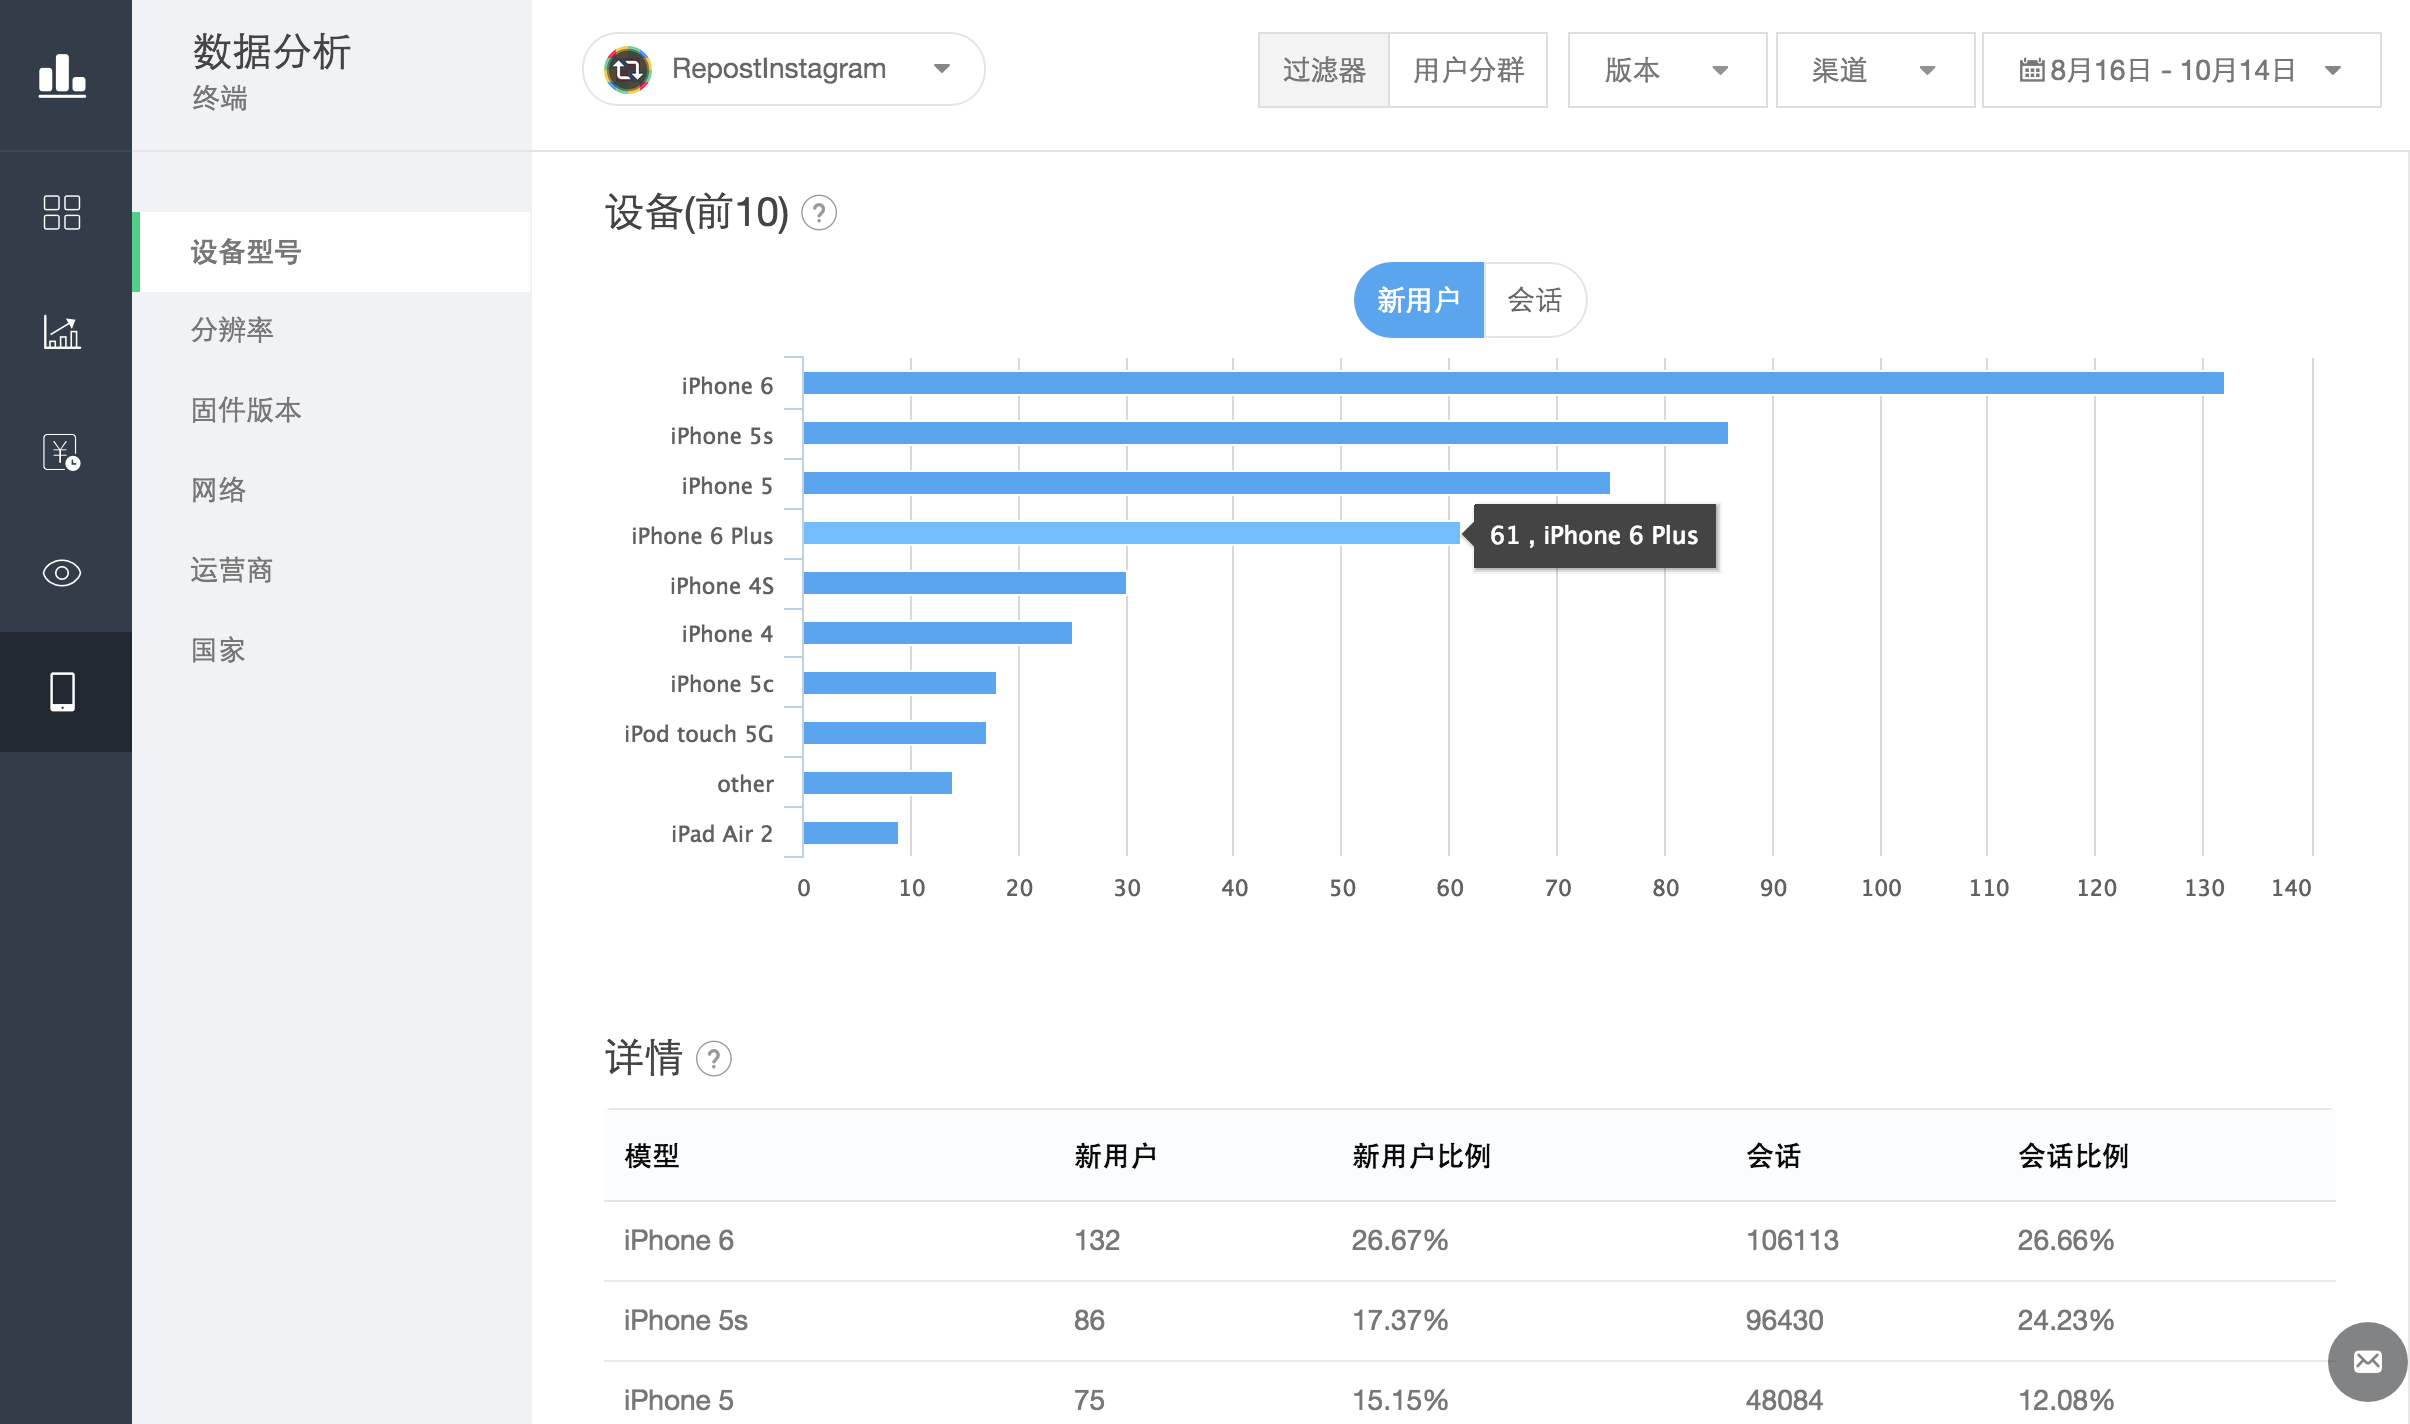 数据分析
终端
RepostInstagram
过滤器 用户分群 版本 渠道 8月16日 - 10月14日
设备型号
分辨率
固件版本
网络
运营商
国家
设备(前10) ?
新用户 会话
iPhone 6
iPhone 5s
iPhone 5
iPhone 6 Plus
61 , iPhone 6 Plus
iPhone 4S
iPhone 4
iPhone 5c
iPod touch 5G
other
iPad Air 2
0 10 20 30 40 50 60 70 80 90 100 110 120 130 140
详情 ?
模型 新用户 新用户比例 会话 会话比例
iPhone 6 132 26.67% 106113 26.66%
iPhone 5s 86 17.37% 96430 24.23%
iPhone 5 75 15.15% 48084 12.08%